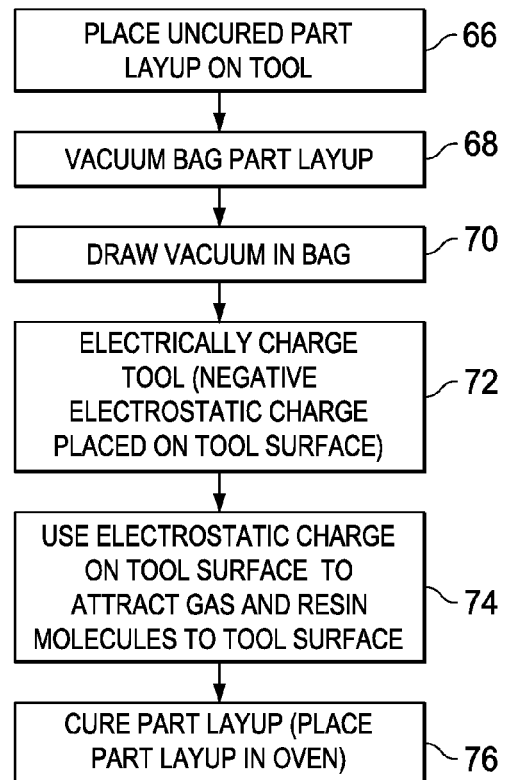 PLACE UNCURED PART
LAYUP ON TOOL
66
VACUUM BAG PART LAYUP
68
DRAW VACUUM IN BAG
70
ELECTRICALLY CHARGE
TOOL (NEGATIVE
ELECTROSTATIC CHARGE
PLACED ON TOOL SURFACE)
72
USE ELECTROSTATIC CHARGE
ON TOOL SURFACE TO
ATTRACT GAS AND RESIN
MOLECULES TO TOOL SURFACE
74
CURE PART LAYUP (PLACE
PART LAYUP IN OVEN)
76